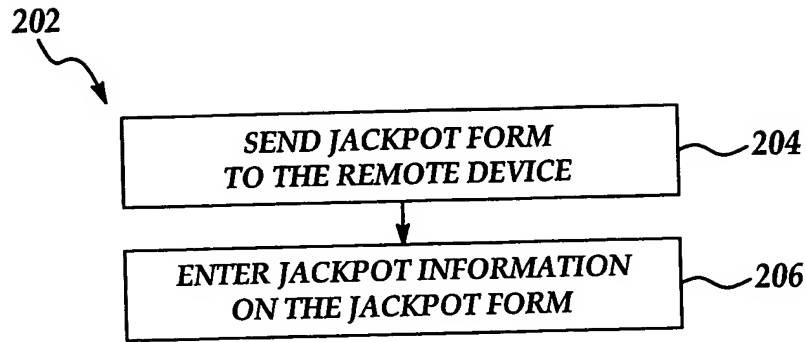 202
SEND JACKPOT FORM
TO THE REMOTE DEVICE
204
ENTER JACKPOT INFORMATION
ON THE JACKPOT FORM
206